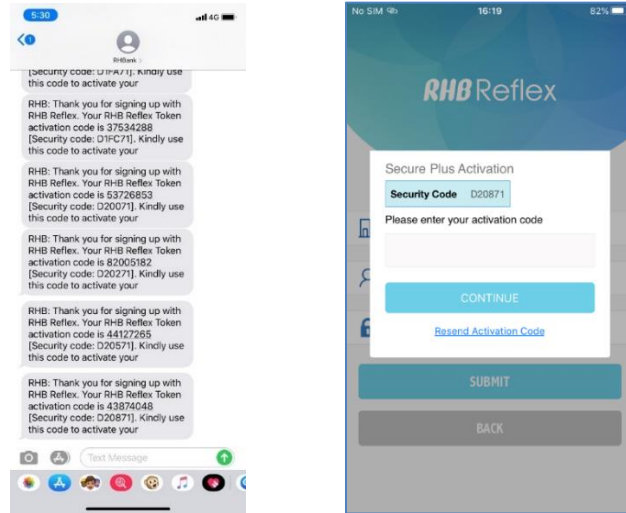 5:30
4G
1
RHBank >
[Security code: D1FA71]. Kindly use
this code to activate your
RHB: Thank you for signing up with
RHB Reflex. Your RHB Reflex Token
activation code is 37534288
[Security code: D1FC71]. Kindly use
this code to activate your
RHB: Thank you for signing up with
RHB Reflex. Your RHB Reflex Token
activation code is 53726853
[Security code: D20071]. Kindly use
this code to activate your
RHB: Thank you for signing up with
RHB Reflex. Your RHB Reflex Token
activation code is 82005182
[Security code: D20271]. Kindly use
this code to activate your
RHB: Thank you for signing up with
RHB Reflex. Your RHB Reflex Token
activation code is 44127265
[Security code: D20571]. Kindly use
this code to activate your
RHB: Thank you for signing up with
RHB Reflex. Your RHB Reflex Token
activation code is 43874048
[Security code: D20871]. Kindly use
this code to activate your
Text Message
No SIM 16:19 82%
RHB Reflex
Secure Plus Activation
Security Code D20871
Please enter your activation code
CONTINUE
Resend Activation Code
SUBMIT
BACK